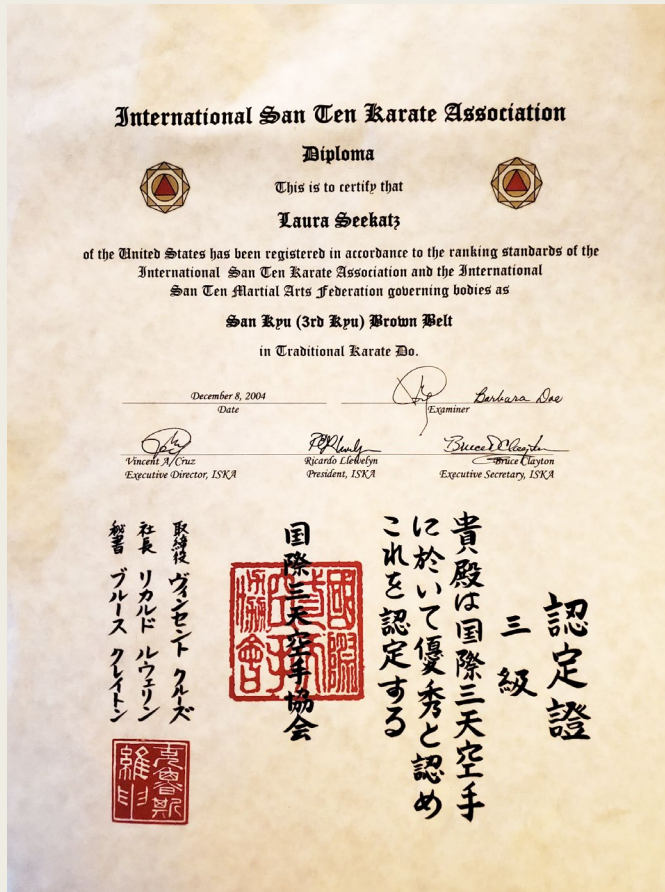 International San Ten Karate Association
Diploma
This is to certify that
Laura Seekatz
of the United States has been registered in accordance to the ranking standards of the
International San Ten Karate Association and the International
San Ten Martial Arts Federation governing bodies as
San Kyu (3rd Kyu) Brown Belt
in Traditional Karate Do.
December 8, 2004
Date
Barbara Doe
Examiner
Vincent A Cruz
Executive Director, ISKA
Ricardo Llewelyn
President, ISKA
Bruce Clayton
Executive Secretary, ISKA
認定證
三級
貴殿は国際三天空手
に於いて優秀と認め
これを認定する
国際三天空手協会
取締役 ヴィンセント クルーズ
社長 リカルド ルウェリン
秘書 ブルース クレイトン